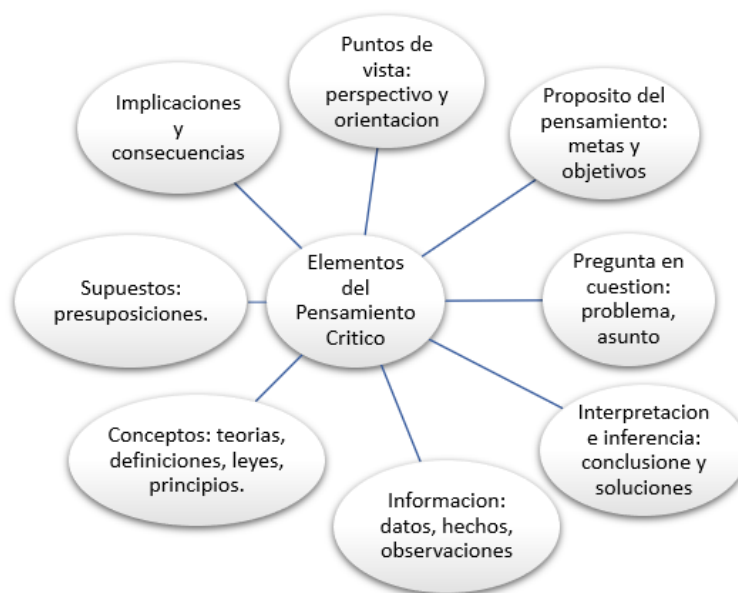 Puntos de
vista:
perspectivo y
orientacion
Proposito del
pensamiento:
metas y
objetivos
Pregunta en
cuestion:
problema,
asunto
Interpretacion
e inferencia:
conclusione y
soluciones
Informacion:
datos, hechos,
observaciones
Conceptos: teorias,
definiciones, leyes,
principios.
Supuestos:
presuposiciones.
Implicaciones
y
consecuencias
Elementos
del
Pensamiento
Critico